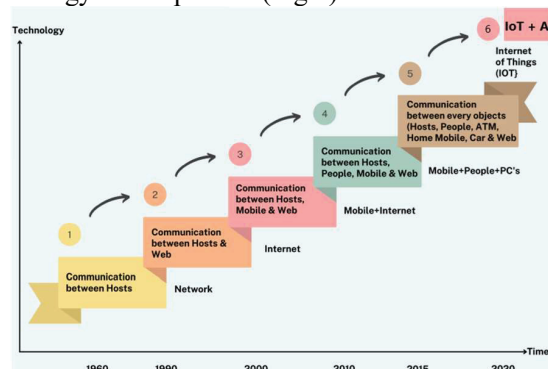 Technology
6
IoT + A
Internet
of Things
(IOT)
5
Communication
between every objects
(Hosts, People, ATM,
Home Mobile, Car & Web
4
Communication
between Hosts,
People, Mobile & Web
Mobile+People+PC's
3
Communication
between Hosts,
Mobile & Web
Mobile+Internet
2
Communication
between Hosts &
Web
Internet
1
Communication
between Hosts
Network
Time
1960
1990
2000
2010
2015
2020